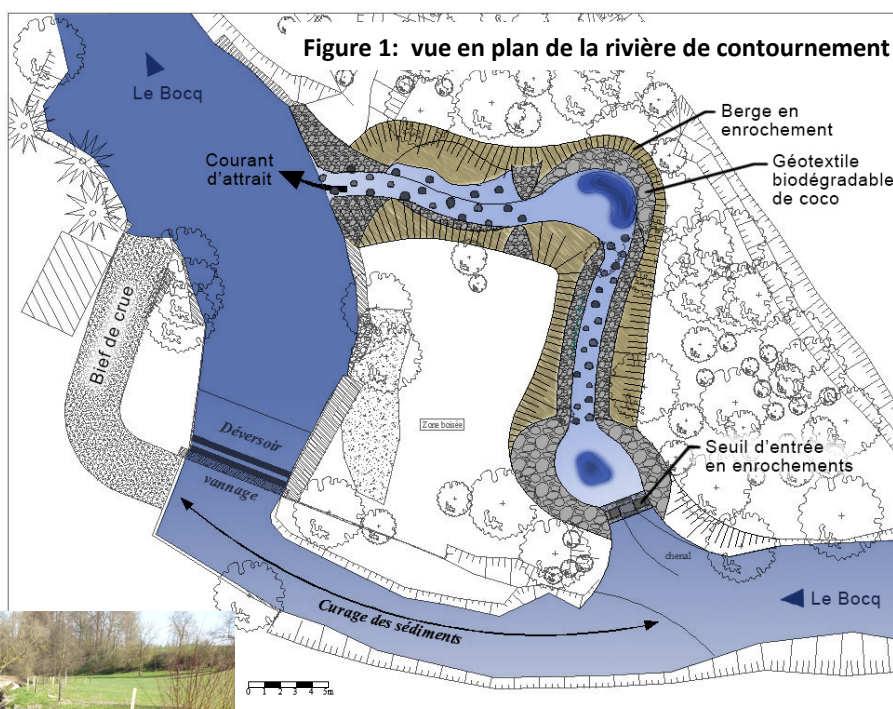 Figure 1: vue en plan de la rivière de contournement
Le Bocq
Berge en
enrochement
Courant
d'attrait
Géotextile
biodégradable
de coco
Bief de crue
Zone boisée
Déversoir
vannage
Seuil d'entrée
en enrochements
chenal
Le Bocq
Curage des sédiments
0 1 2 3 4 5m